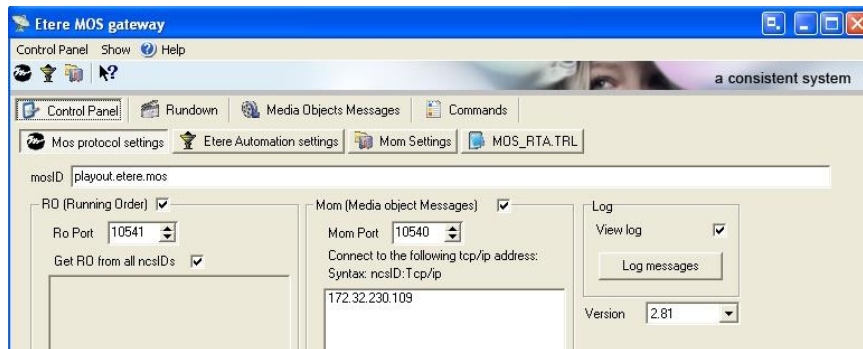 Etere MOS gateway
Control Panel Show Help
a consistent system
Control Panel Rundown Media Objects Messages Commands
Mos protocol settings Etere Automation settings Mom Settings MOS_RTA.TRL
mosID playout.etere.mos
RO (Running Order)
Ro Port 10541
Get RO from all ncsIDs
Mom (Media object Messages)
Mom Port 10540
Connect to the following tcp/ip address:
Syntax: ncsID:Tcp/ip
172.32.230.109
Log
View log
Log messages
Version 2.81